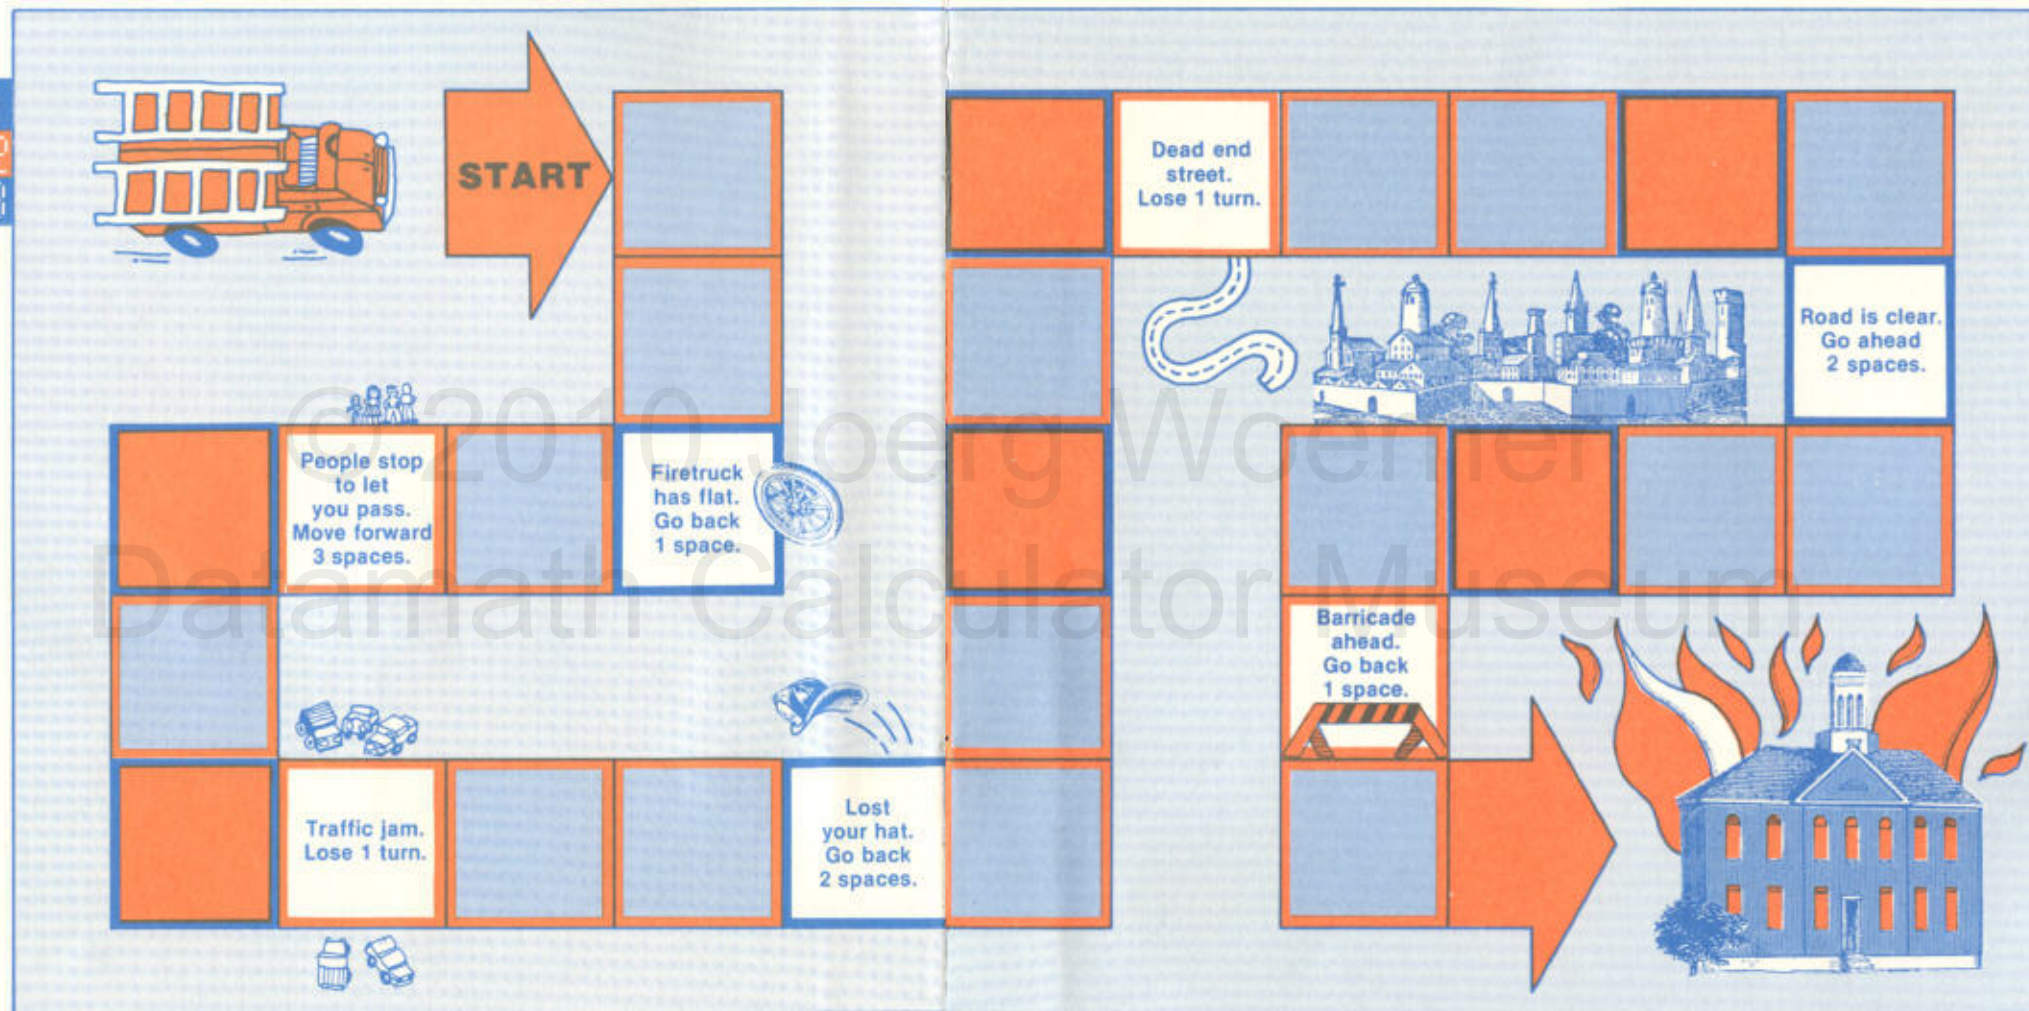 START
Dead end
street.
Lose 1 turn.
Road is clear.
Go ahead
2 spaces.
People stop
to let
you pass.
Move forward
3 spaces.
Firetruck
has flat.
Go back
1 space.
Barricade
ahead.
Go back
1 space.
Traffic jam.
Lose 1 turn.
Lost
your hat.
Go back
2 spaces.
© 2010 Joerg Woerner
Datamath Calculator Museum